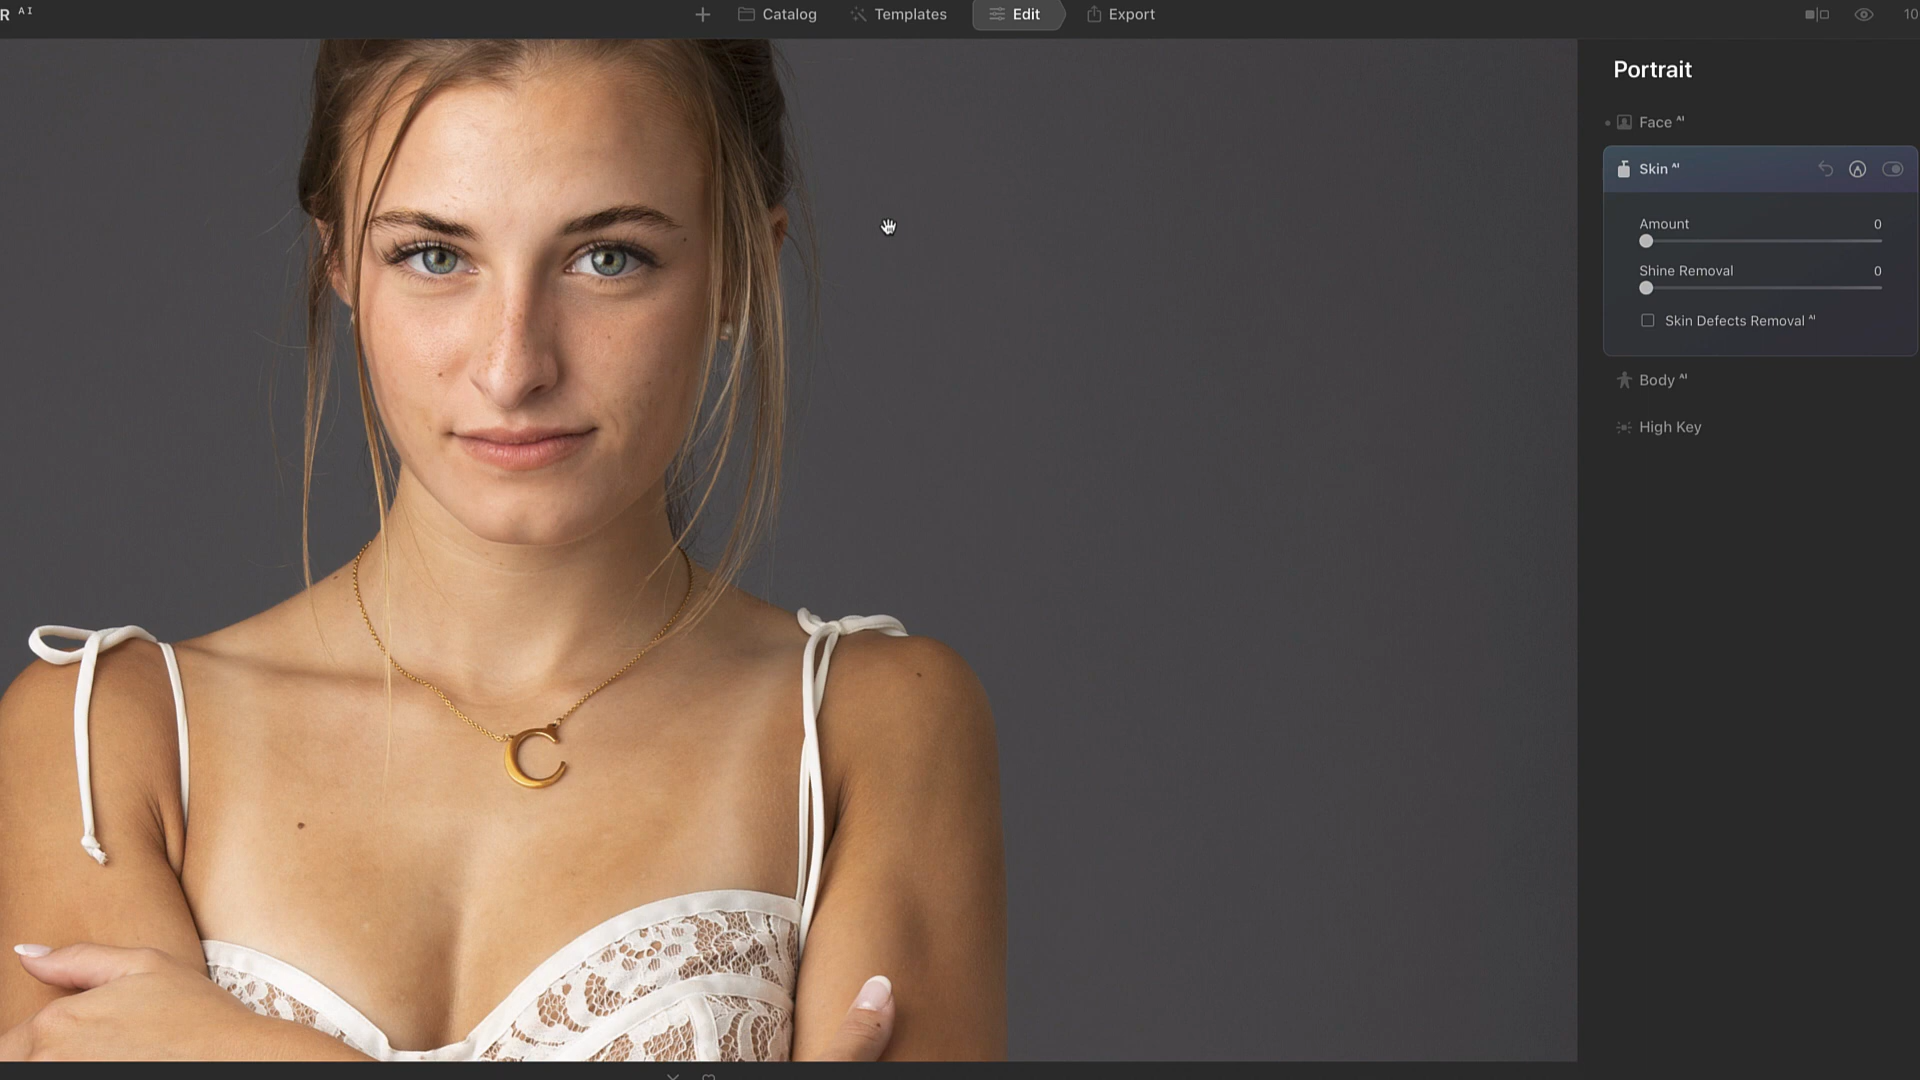 R AI
Catalog
Templates
Edit
Export
10
Portrait
Face AI
Skin AI
Amount 0
Shine Removal 0
Skin Defects Removal AI
Body AI
High Key